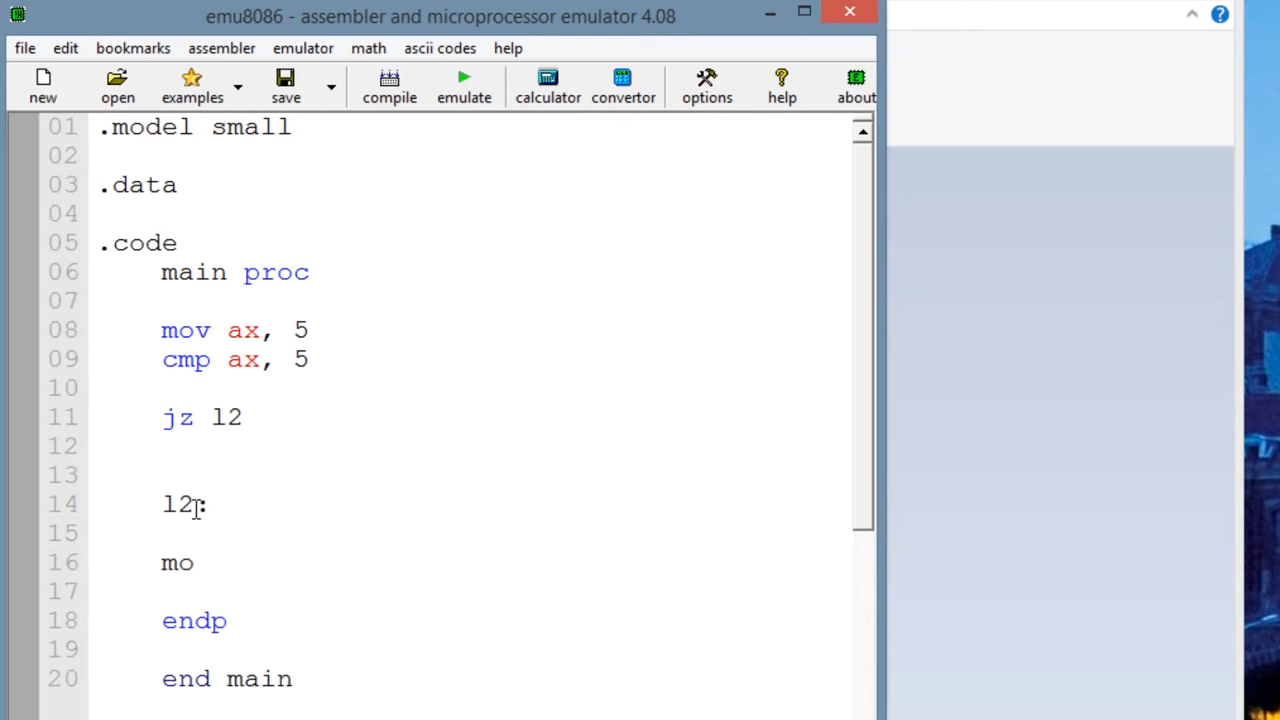 emu8086 - assembler and microprocessor emulator 4.08
file edit bookmarks assembler emulator math ascii codes help
new open examples save compile emulate calculator convertor options help about
01 .model small
02
03 .data
04
05 .code
06 main proc
07
08 mov ax, 5
09 cmp ax, 5
10
11 jz l2
12
13
14 l2:
15
16 mo
17
18 endp
19
20 end main